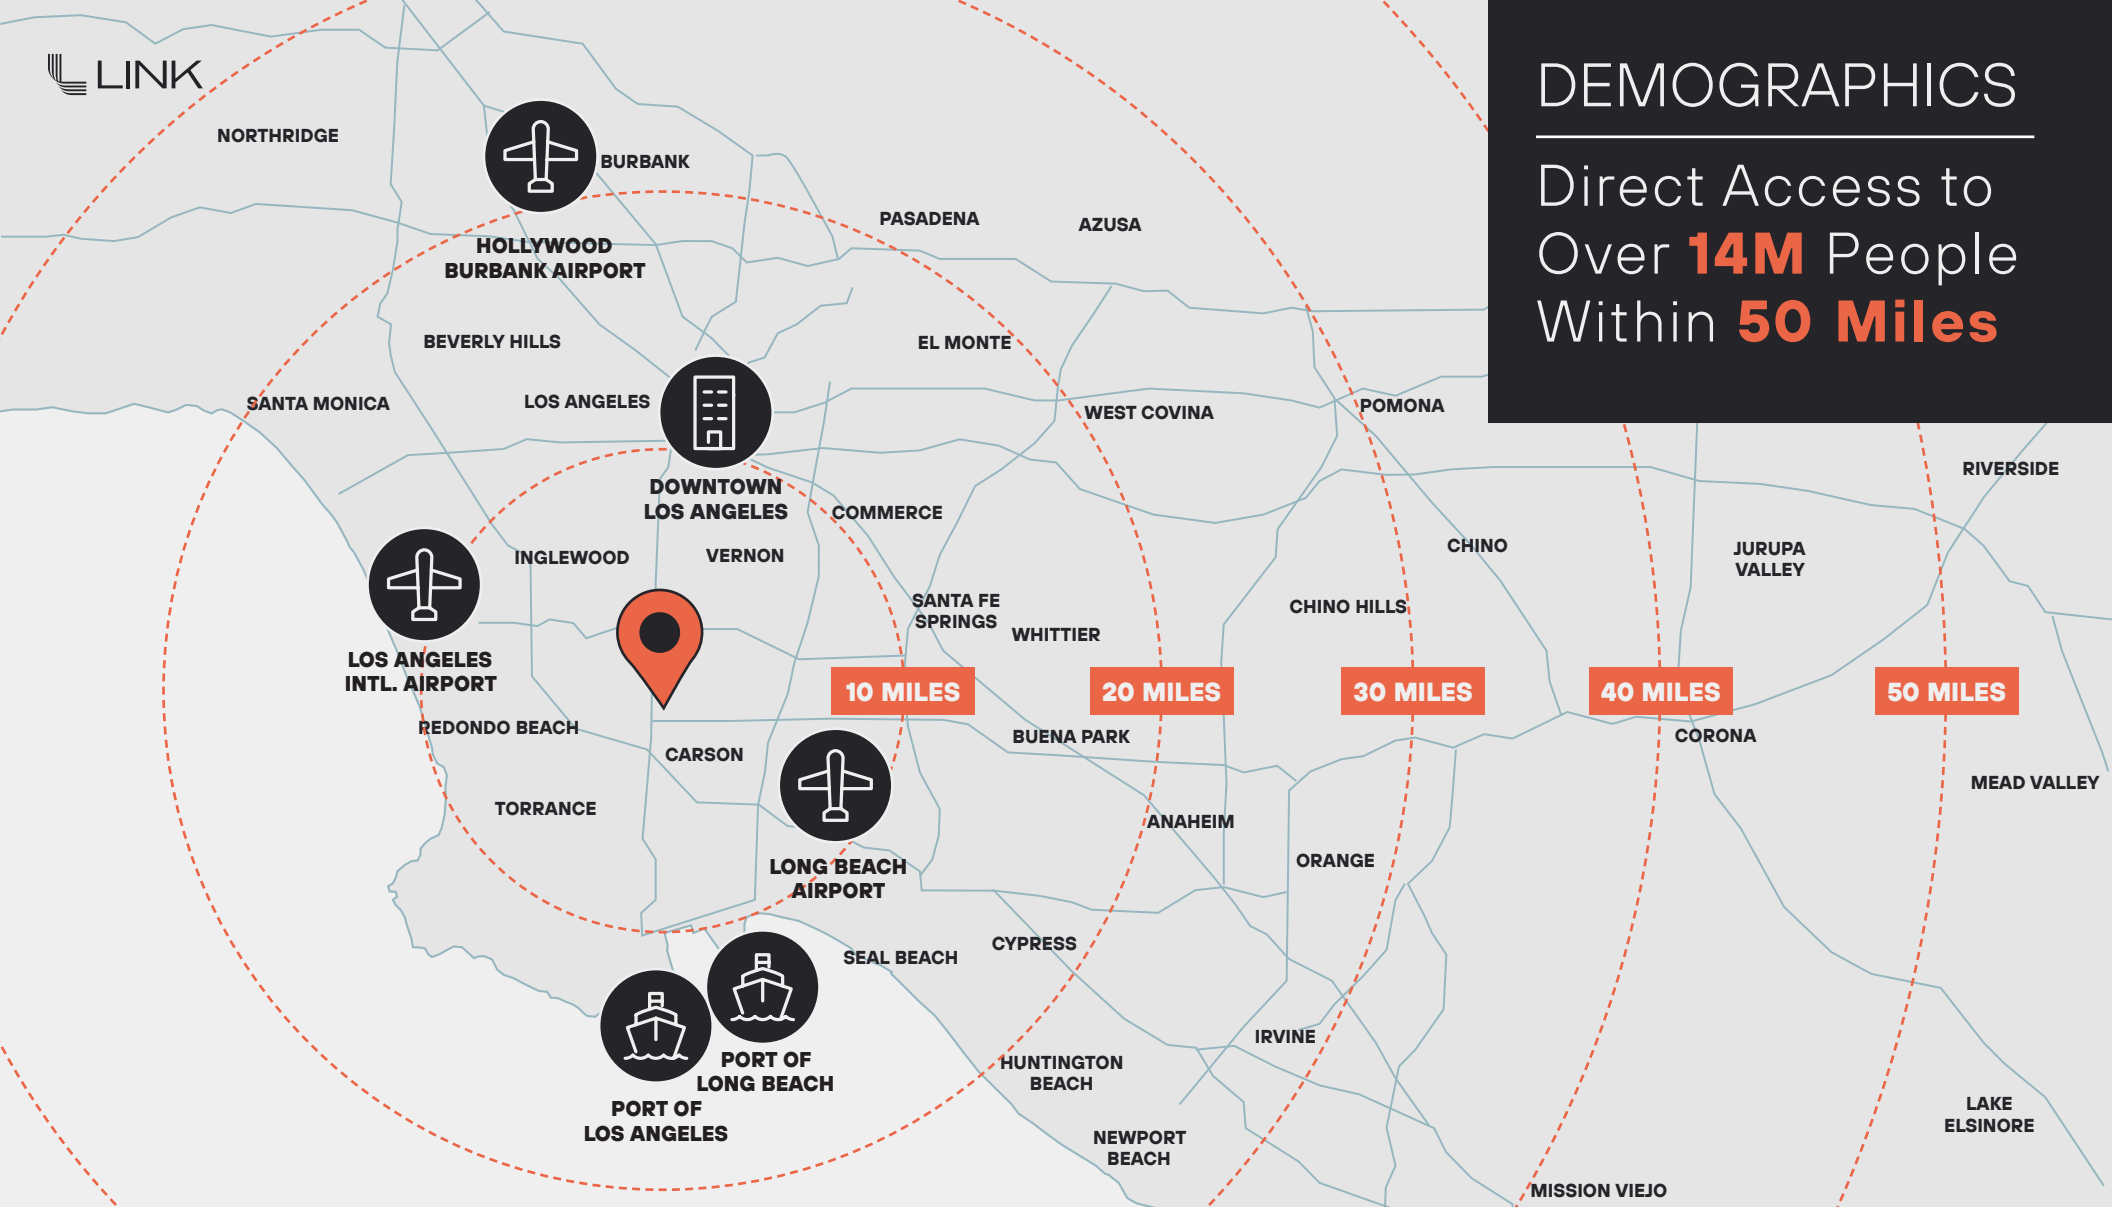 LINK
DEMOGRAPHICS
Direct Access to
Over 14M People
Within 50 Miles
NORTHRIDGE
BURBANK
PASADENA
AZUSA
HOLLYWOOD
BURBANK AIRPORT
BEVERLY HILLS
EL MONTE
SANTA MONICA
LOS ANGELES
WEST COVINA
POMONA
RIVERSIDE
DOWNTOWN
LOS ANGELES
COMMERCE
INGLEWOOD
VERNON
CHINO
JURUPA
VALLEY
SANTA FE
SPRINGS
WHITTIER
CHINO HILLS
LOS ANGELES
INTL. AIRPORT
10 MILES
20 MILES
30 MILES
40 MILES
50 MILES
REDONDO BEACH
CARSON
BUENA PARK
CORONA
MEAD VALLEY
TORRANCE
ANAHEIM
ORANGE
LONG BEACH
AIRPORT
SEAL BEACH
CYPRESS
IRVINE
PORT OF
LONG BEACH
HUNTINGTON
BEACH
PORT OF
LOS ANGELES
LAKE
ELSINORE
NEWPORT
BEACH
MISSION VIEJO